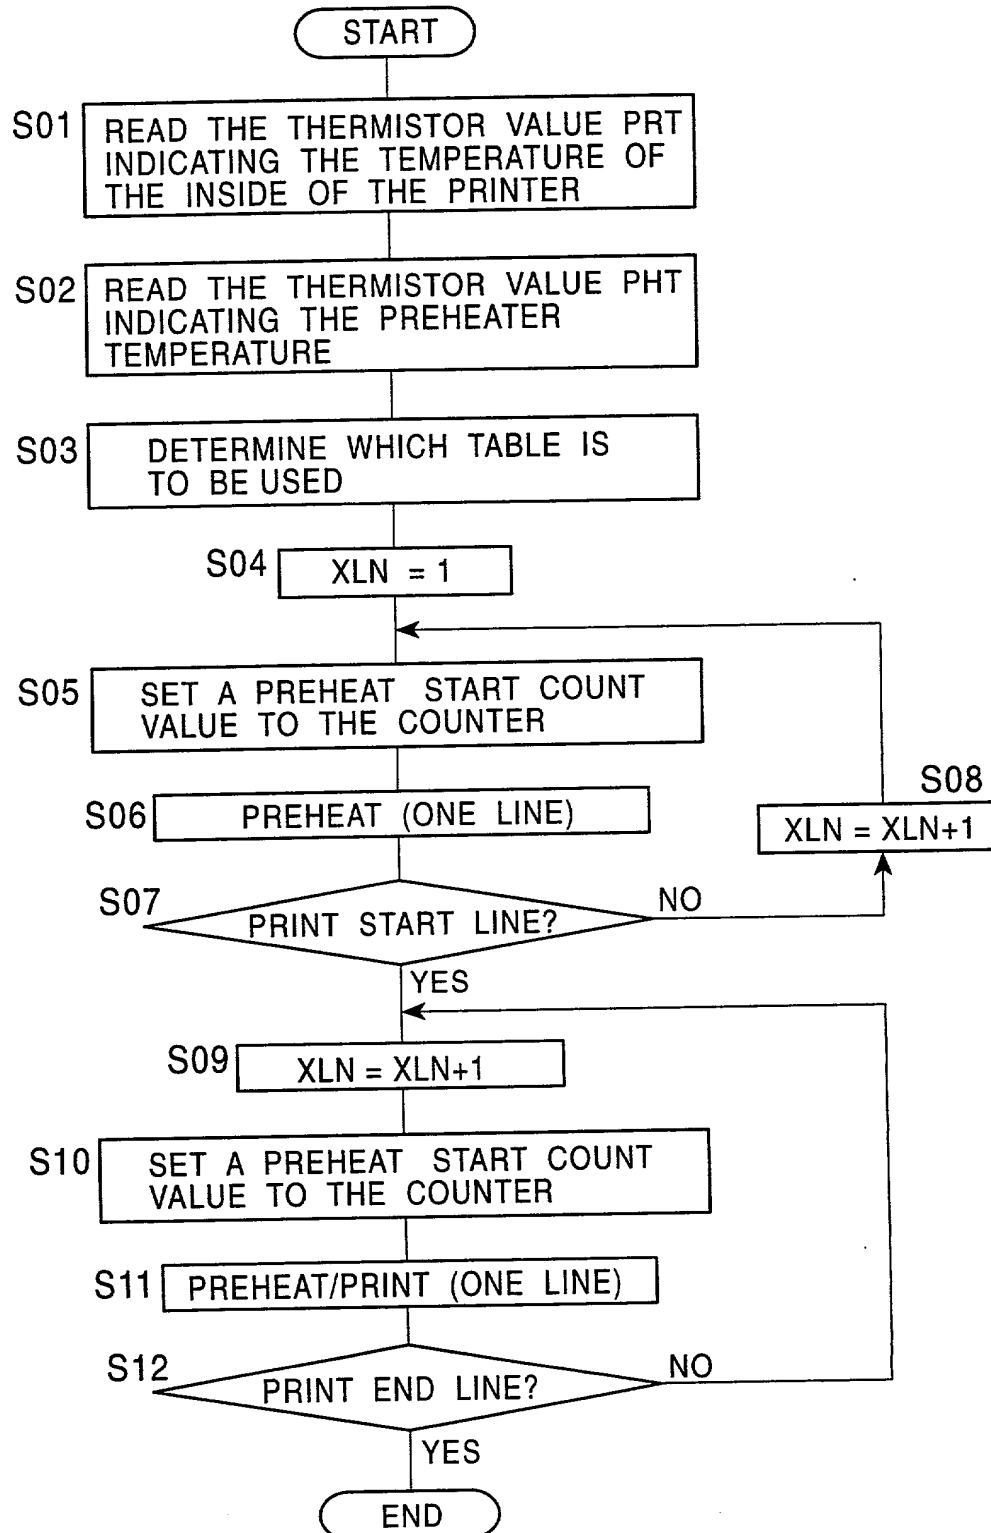 START
S01
READ THE THERMISTOR VALUE PRT
INDICATING THE TEMPERATURE OF
THE INSIDE OF THE PRINTER
S02
READ THE THERMISTOR VALUE PHT
INDICATING THE PREHEATER
TEMPERATURE
S03
DETERMINE WHICH TABLE IS
TO BE USED
S04
XLN = 1
S05
SET A PREHEAT START COUNT
VALUE TO THE COUNTER
S06
PREHEAT (ONE LINE)
S08
XLN = XLN+1
S07
PRINT START LINE?
NO
YES
S09
XLN = XLN+1
S10
SET A PREHEAT START COUNT
VALUE TO THE COUNTER
S11
PREHEAT/PRINT (ONE LINE)
S12
PRINT END LINE?
NO
YES
END